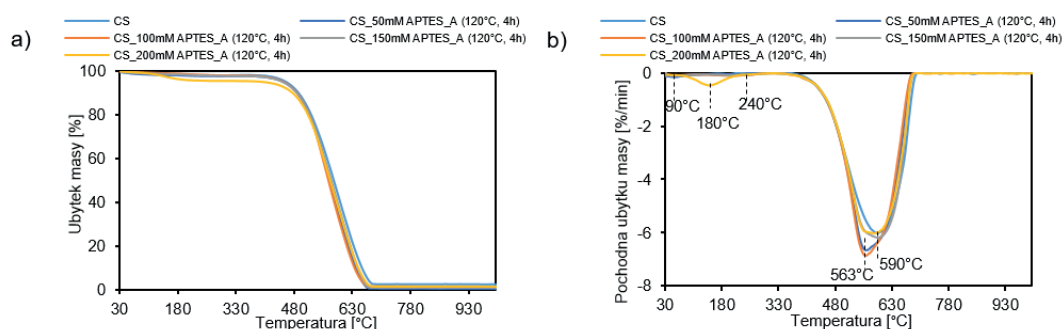 a)
CS
CS_50mM APTES_A (120°C, 4h)
CS_100mM APTES_A (120°C, 4h)
CS_150mM APTES_A (120°C, 4h)
CS_200mM APTES_A (120°C, 4h)
Ubytek masy [%]
100
80
60
40
20
0
30 180 330 480 630 780 930
Temperatura [°C]
b)
CS
CS_50mM APTES_A (120°C, 4h)
CS_100mM APTES_A (120°C, 4h)
CS_150mM APTES_A (120°C, 4h)
CS_200mM APTES_A (120°C, 4h)
Pochodna ubytku masy [%/min]
0
-2
-4
-6
-8
90°C
180°C
240°C
563°C
590°C
30 180 330 480 630 780 930
Temperatura [°C]